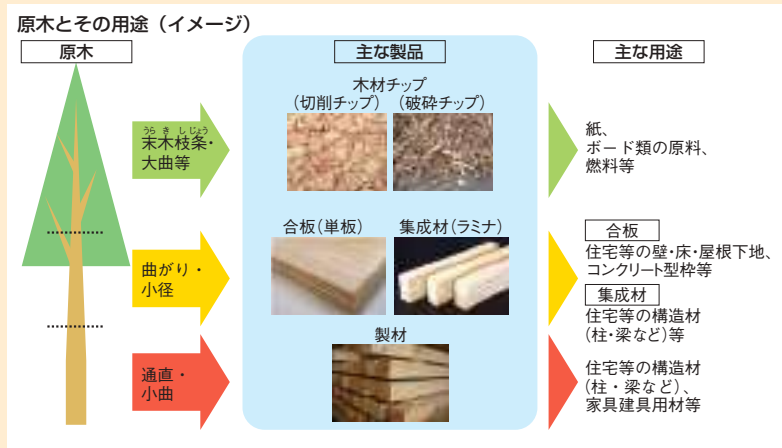 原木とその用途（イメージ）
原木
主な製品
主な用途
うらきしじょう
末木枝条・
大曲等
木材チップ
（切削チップ）（破砕チップ）
紙、
ボード類の原料、
燃料等
曲がり・
小径
合板（単板） 集成材（ラミナ）
合板
住宅等の壁・床・屋根下地、
コンクリート型枠等
集成材
住宅等の構造材
（柱・梁など）等
通直・
小曲
製材
住宅等の構造材
（柱・梁など）、
家具建具用材等